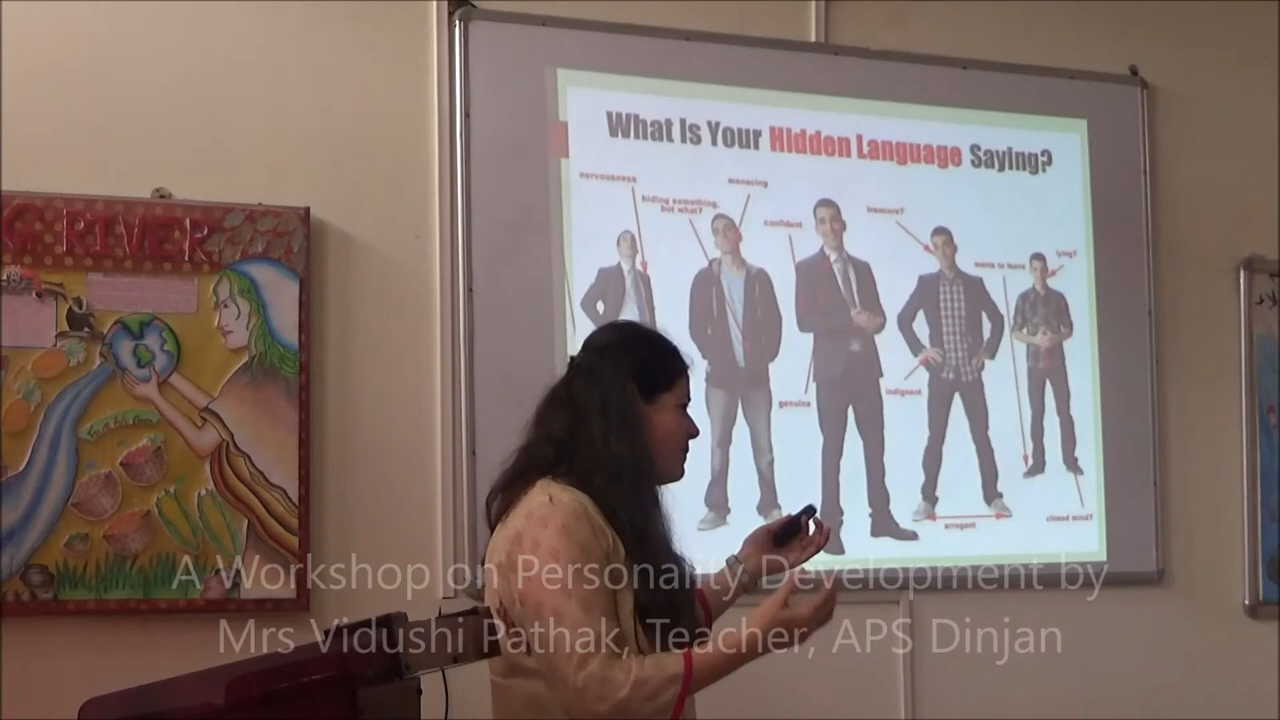 RIVER
What Is Your Hidden Language Saying?
nervousness
hiding something,
but what?
menacing
confident
insecure?
wants to leave
lying?
genuine
indignant
arrogant
closed mind?
A Workshop on Personality Development by
Mrs Vidushi Pathak, Teacher, APS Dinjan